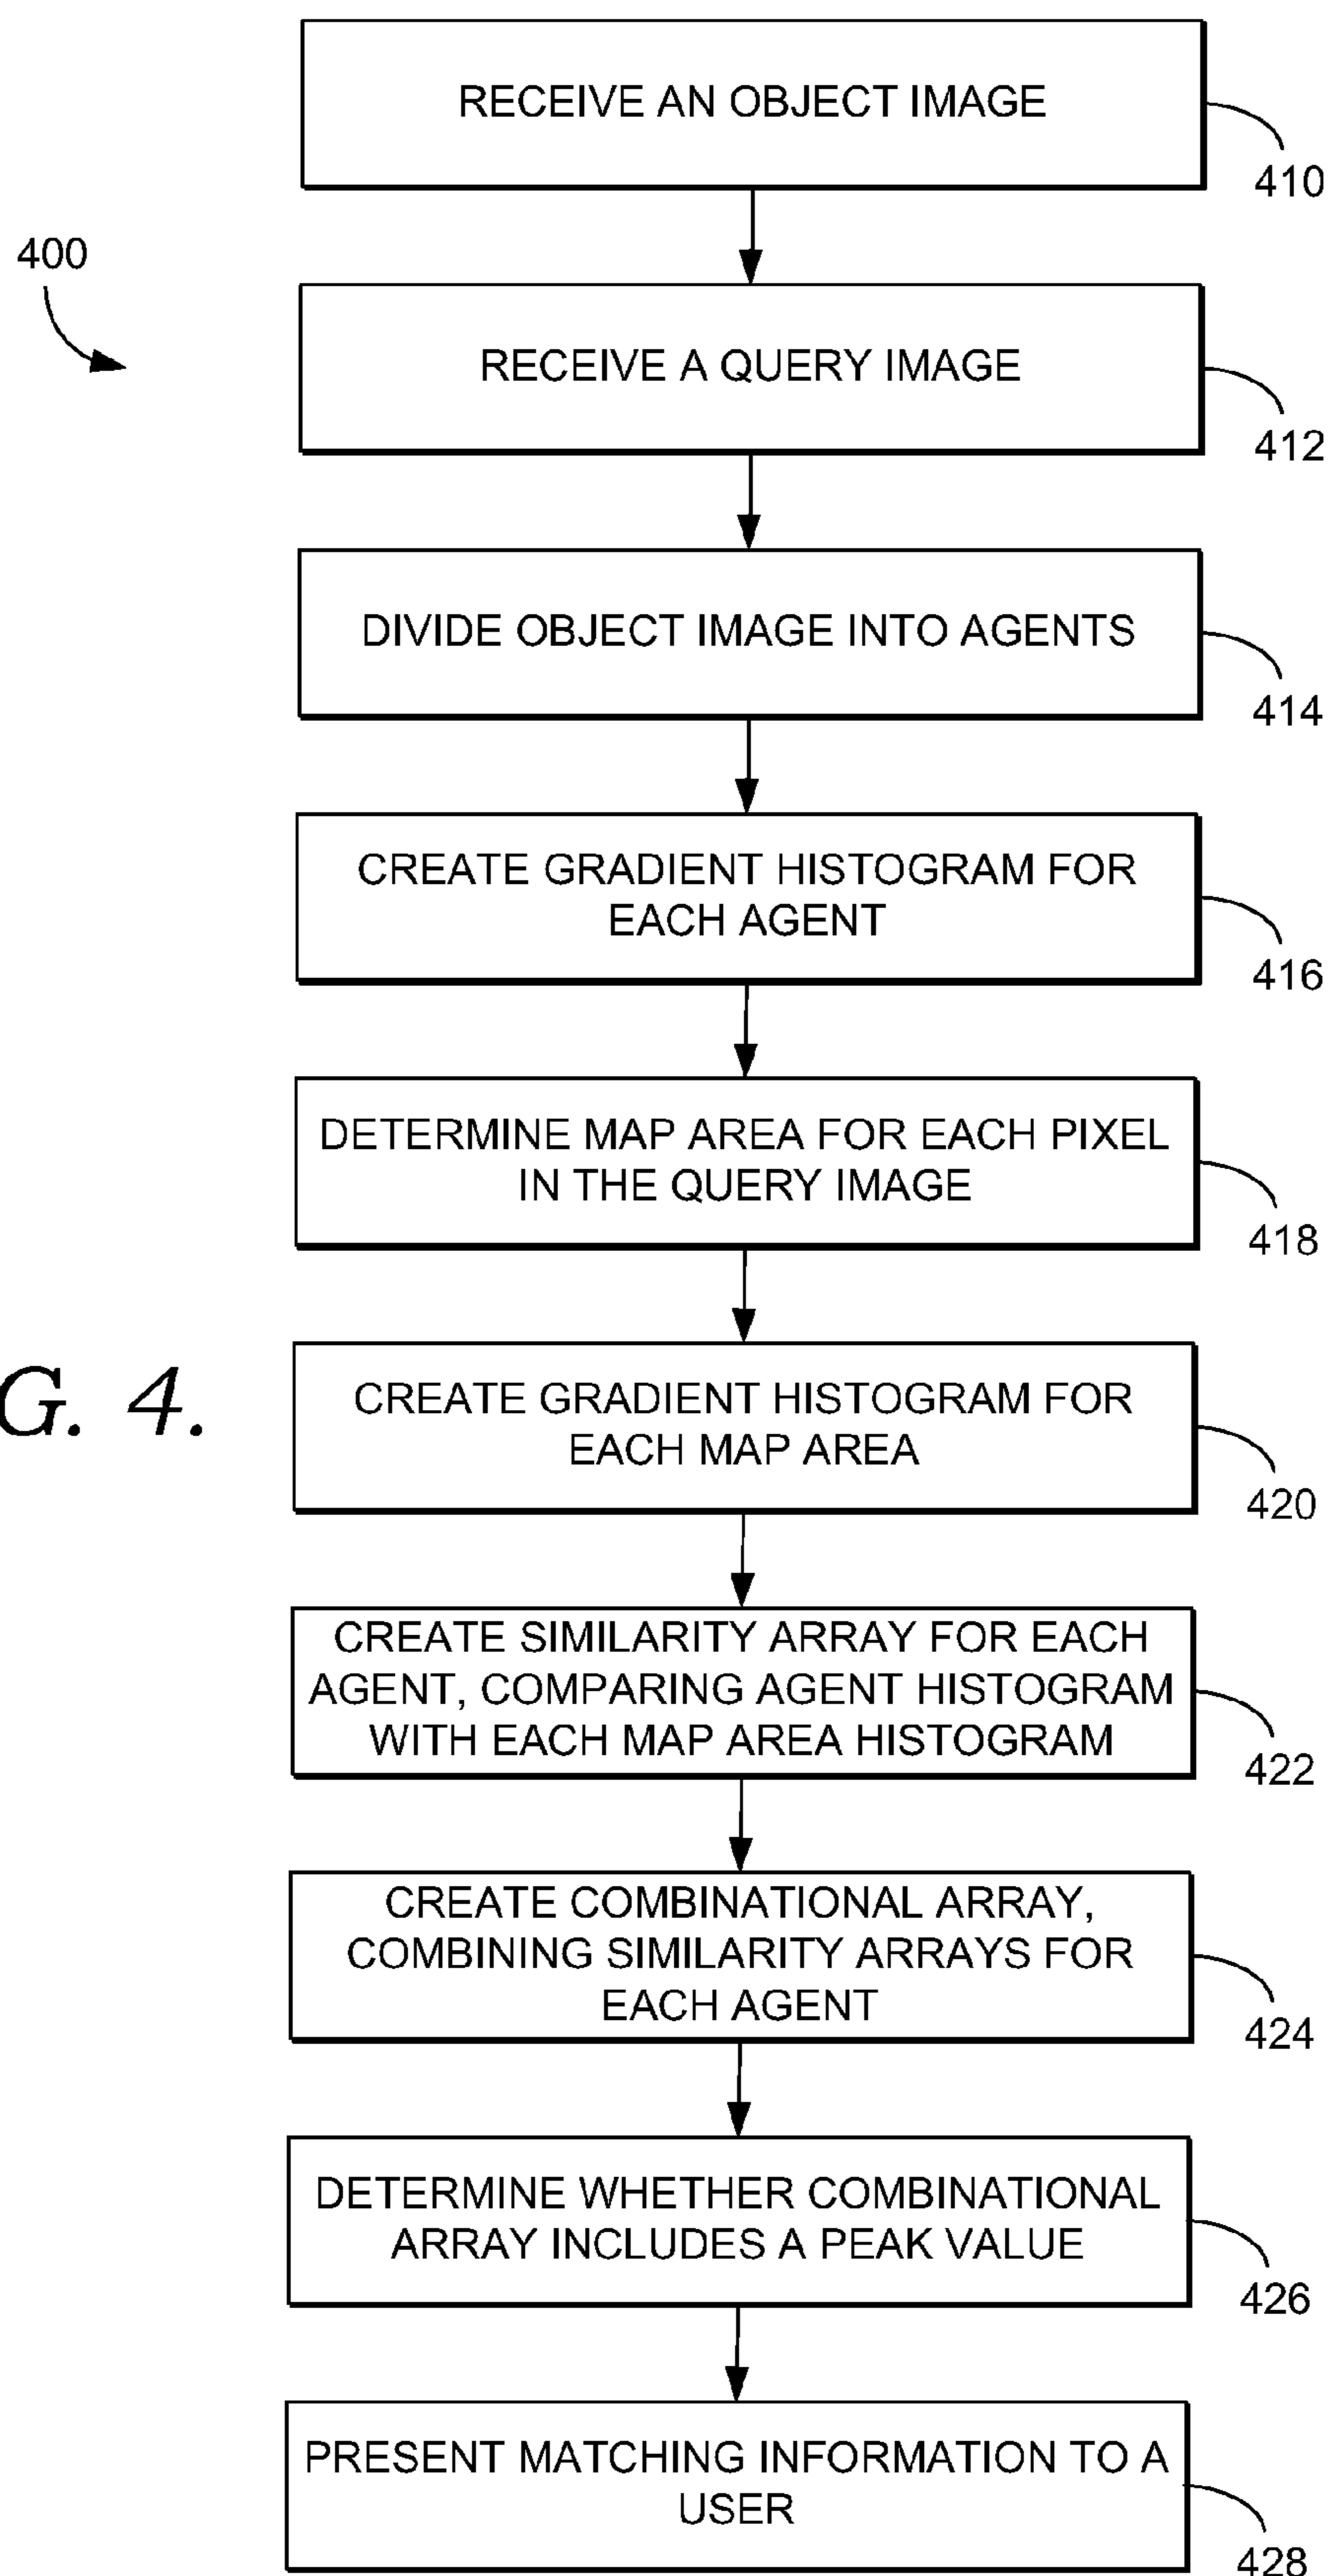 RECEIVE AN OBJECT IMAGE
410
400
RECEIVE A QUERY IMAGE
412
DIVIDE OBJECT IMAGE INTO AGENTS
414
CREATE GRADIENT HISTOGRAM FOR
EACH AGENT
416
DETERMINE MAP AREA FOR EACH PIXEL
IN THE QUERY IMAGE
418
G. 4.
CREATE GRADIENT HISTOGRAM FOR
EACH MAP AREA
420
CREATE SIMILARITY ARRAY FOR EACH
AGENT, COMPARING AGENT HISTOGRAM
WITH EACH MAP AREA HISTOGRAM
422
CREATE COMBINATIONAL ARRAY,
COMBINING SIMILARITY ARRAYS FOR
EACH AGENT
424
DETERMINE WHETHER COMBINATIONAL
ARRAY INCLUDES A PEAK VALUE
426
PRESENT MATCHING INFORMATION TO A
USER
428